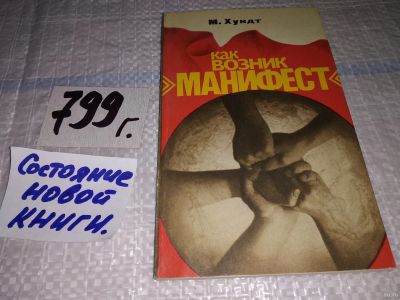 М. Хундт
как
возник
»МАНИФЕСТ«
799 г.
Состояние
новой
книги.